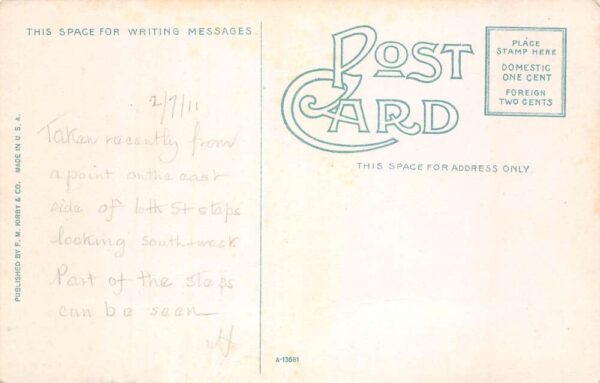 THIS SPACE FOR WRITING MESSAGES.
POST
CARD
PLACE
STAMP HERE
DOMESTIC
ONE CENT
FOREIGN
TWO CENTS
THIS SPACE FOR ADDRESS ONLY.
PUBLISHED BY F. M. KIRBY & CO. MADE IN U.S.A.
2/7/11
Taken recently from
a point on the east
side of 10th St steps
looking south + west
Part of the steps
can be seen
A-13681